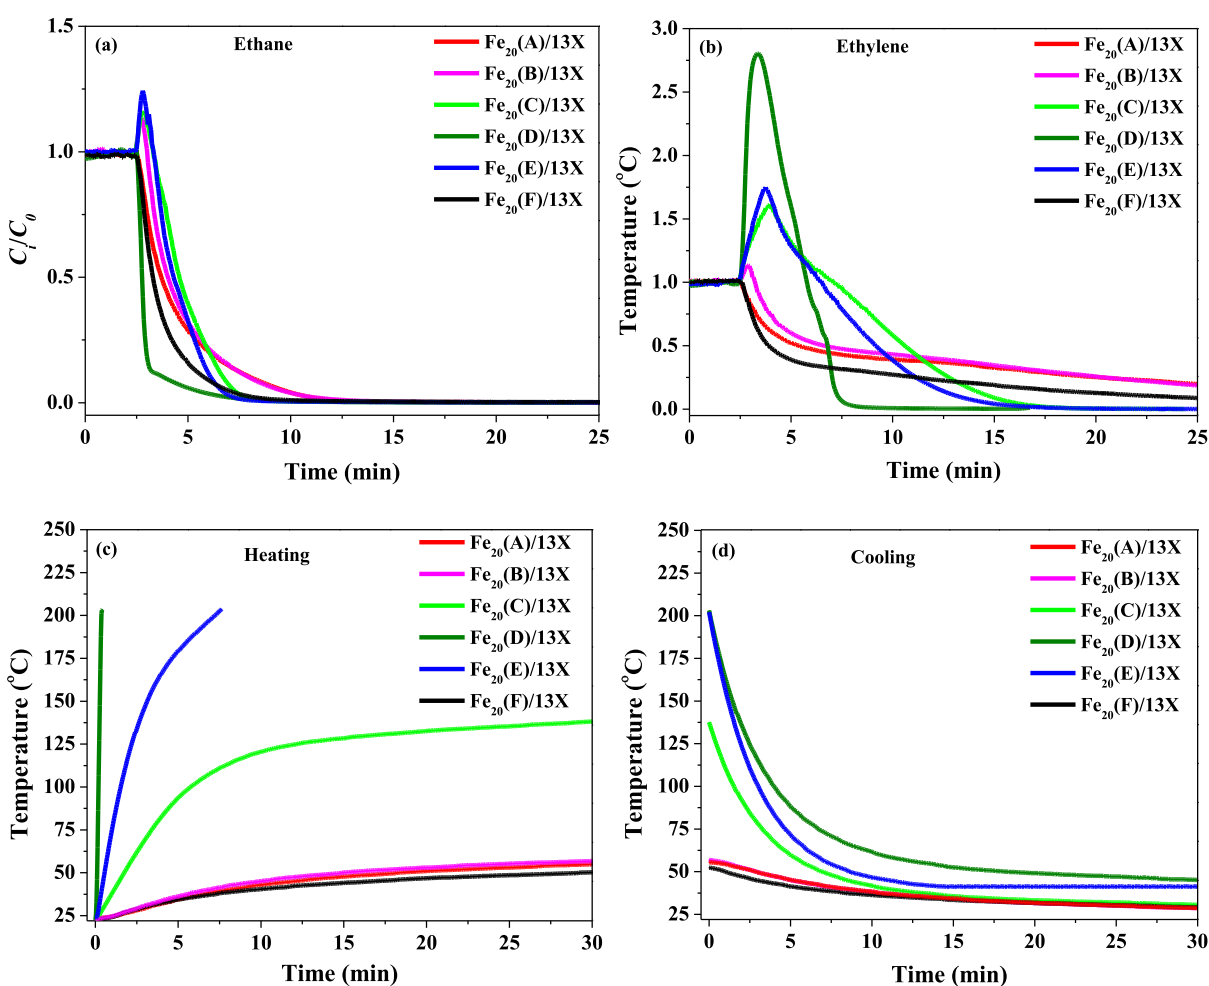 (a)
Ethane
Fe20(A)/13X
Fe20(B)/13X
Fe20(C)/13X
Fe20(D)/13X
Fe20(E)/13X
Fe20(F)/13X
1.5
1.0
0.5
0.0
Ci/C0
0 5 10 15 20 25
Time (min)
(b)
Ethylene
Fe20(A)/13X
Fe20(B)/13X
Fe20(C)/13X
Fe20(D)/13X
Fe20(E)/13X
Fe20(F)/13X
3.0
2.5
2.0
1.5
1.0
0.5
0.0
Temperature (°C)
0 5 10 15 20 25
Time (min)
(c)
Heating
Fe20(A)/13X
Fe20(B)/13X
Fe20(C)/13X
Fe20(D)/13X
Fe20(E)/13X
Fe20(F)/13X
250
225
200
175
150
125
100
75
50
25
Temperature (°C)
0 5 10 15 20 25 30
Time (min)
(d)
Cooling
Fe20(A)/13X
Fe20(B)/13X
Fe20(C)/13X
Fe20(D)/13X
Fe20(E)/13X
Fe20(F)/13X
250
225
200
175
150
125
100
75
50
25
Temperature (°C)
0 5 10 15 20 25 30
Time (min)